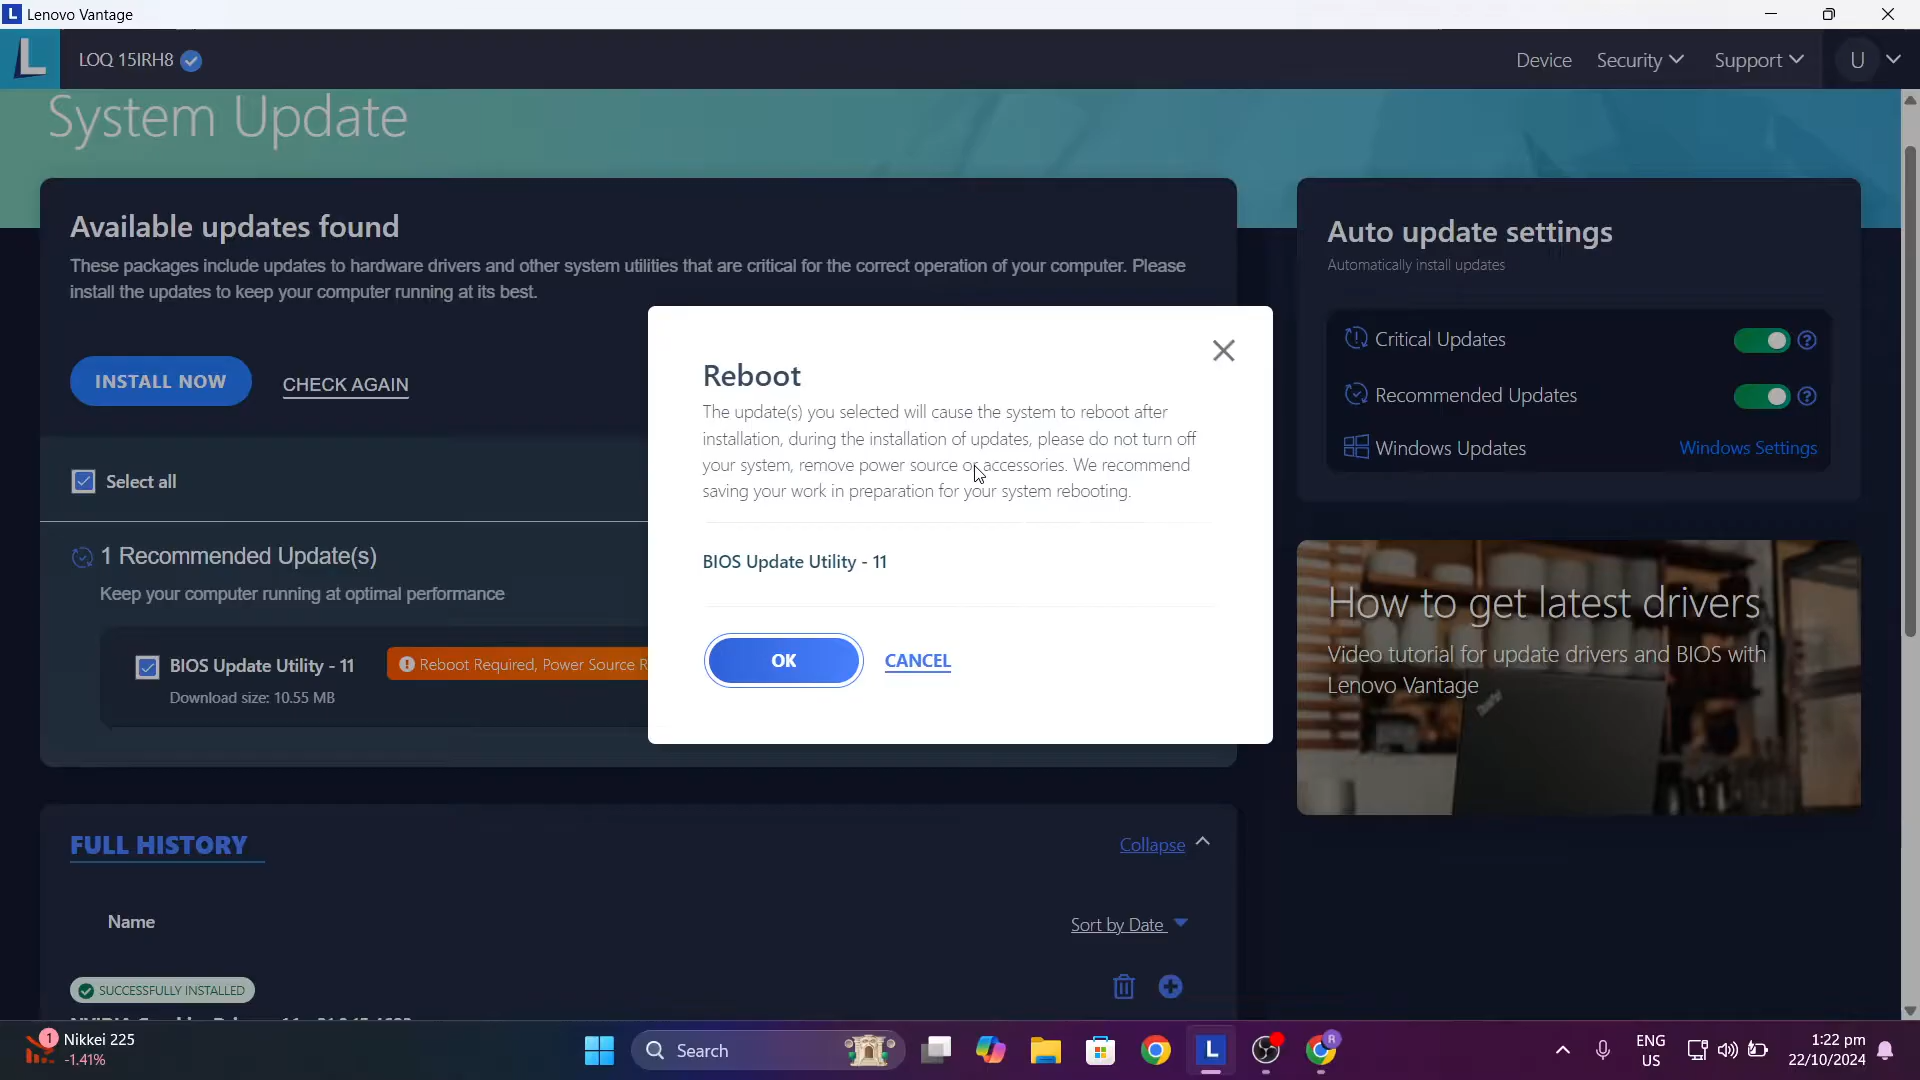 Lenovo Vantage
L
LOQ 15IRH8
Device
Security
Support
U
System Update
Available updates found
These packages include updates to hardware drivers and other system utilities that are critical for the correct operation of your computer. Please
install the updates to keep your computer running at its best.
INSTALL NOW
CHECK AGAIN
Select all
1 Recommended Update(s)
Keep your computer running at optimal performance
BIOS Update Utility - 11
Reboot Required, Power Source R
Download size: 10.55 MB
Reboot
The update(s) you selected will cause the system to reboot after
installation, during the installation of updates, please do not turn off
your system, remove power source or accessories. We recommend
saving your work in preparation for your system rebooting.
BIOS Update Utility - 11
OK
CANCEL
Auto update settings
Automatically install updates
Critical Updates
Recommended Updates
Windows Updates
Windows Settings
How to get latest drivers
Video tutorial for update drivers and BIOS with
Lenovo Vantage
FULL HISTORY
Collapse
Name
Sort by Date
SUCCESSFULLY INSTALLED
1
Nikkei 225
-1.41%
Search
L
R
ENG
US
1:22 pm
22/10/2024